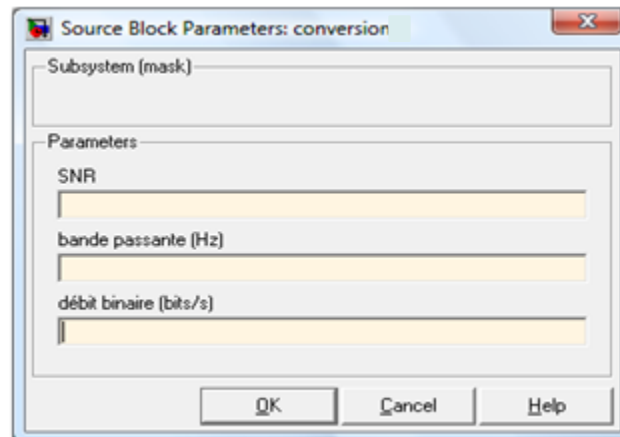 Source Block Parameters: conversion
Subsystem (mask)
Parameters
SNR
bande passante (Hz)
débit binaire (bits/s)
OK Cancel Help